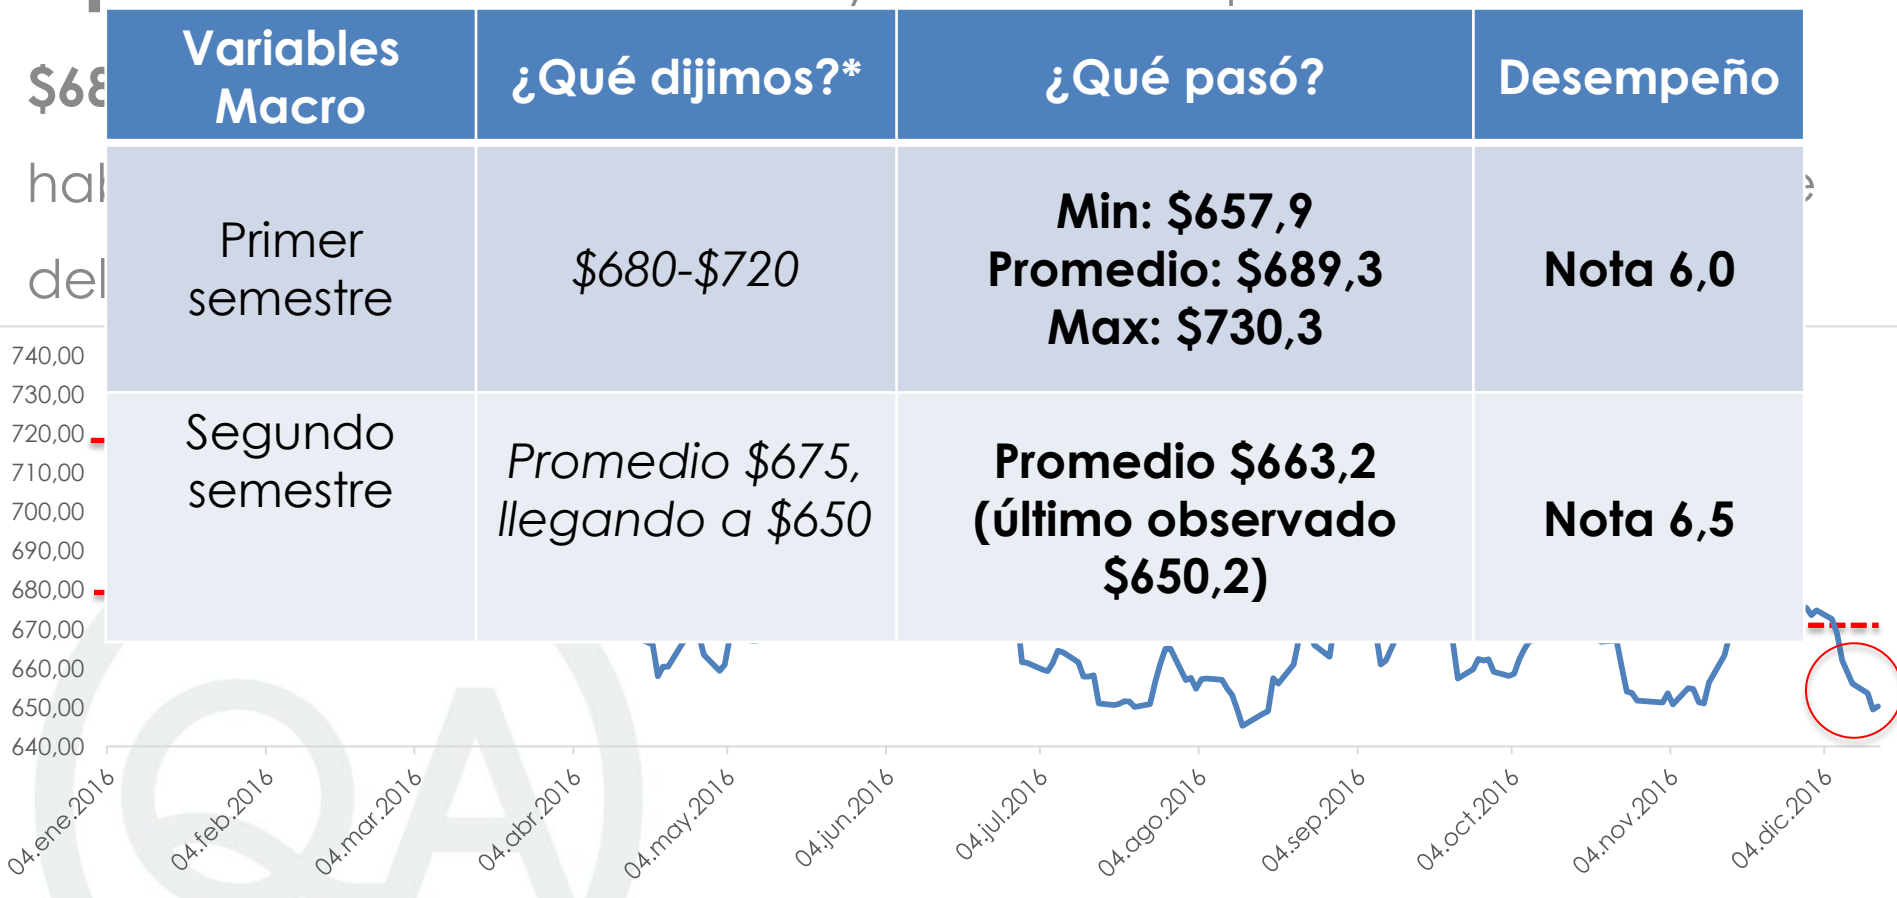 $68
Variables
Macro
¿Qué dijimos?*
¿Qué pasó?
Desempeño
Primer
semestre
$680-$720
Min: $657,9
Promedio: $689,3
Max: $730,3
Nota 6,0
Segundo
semestre
Promedio $675,
llegando a $650
Promedio $663,2
(último observado
$650,2)
Nota 6,5
del
740,00
730,00
720,00
710,00
700,00
690,00
680,00
670,00
660,00
650,00
640,00
04.ene.2016
04.feb.2016
04.mar.2016
04.abr.2016
04.may.2016
04.jun.2016
04.jul.2016
04.ago.2016
04.sep.2016
04.oct.2016
04.nov.2016
04.dic.2016
QA